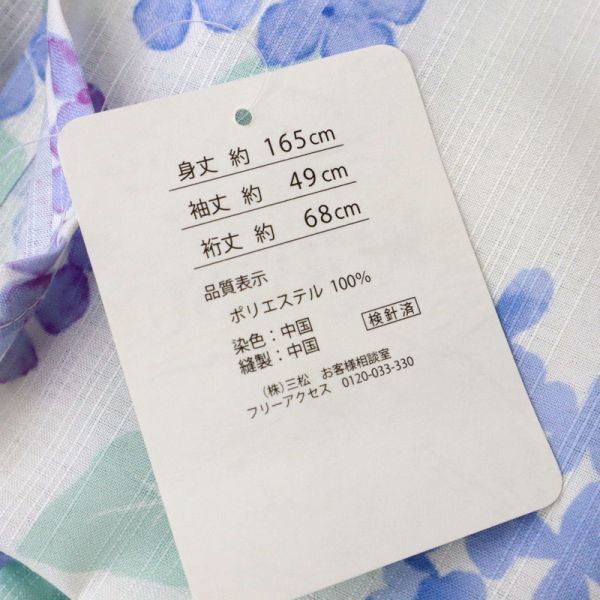 身丈 約 165cm
袖丈 約 49cm
裄丈 約 68cm
品質表示
ポリエステル 100%
染色：中国
縫製：中国 検針済
（株）三松 お客様相談室
フリーアクセス 0120-033-330